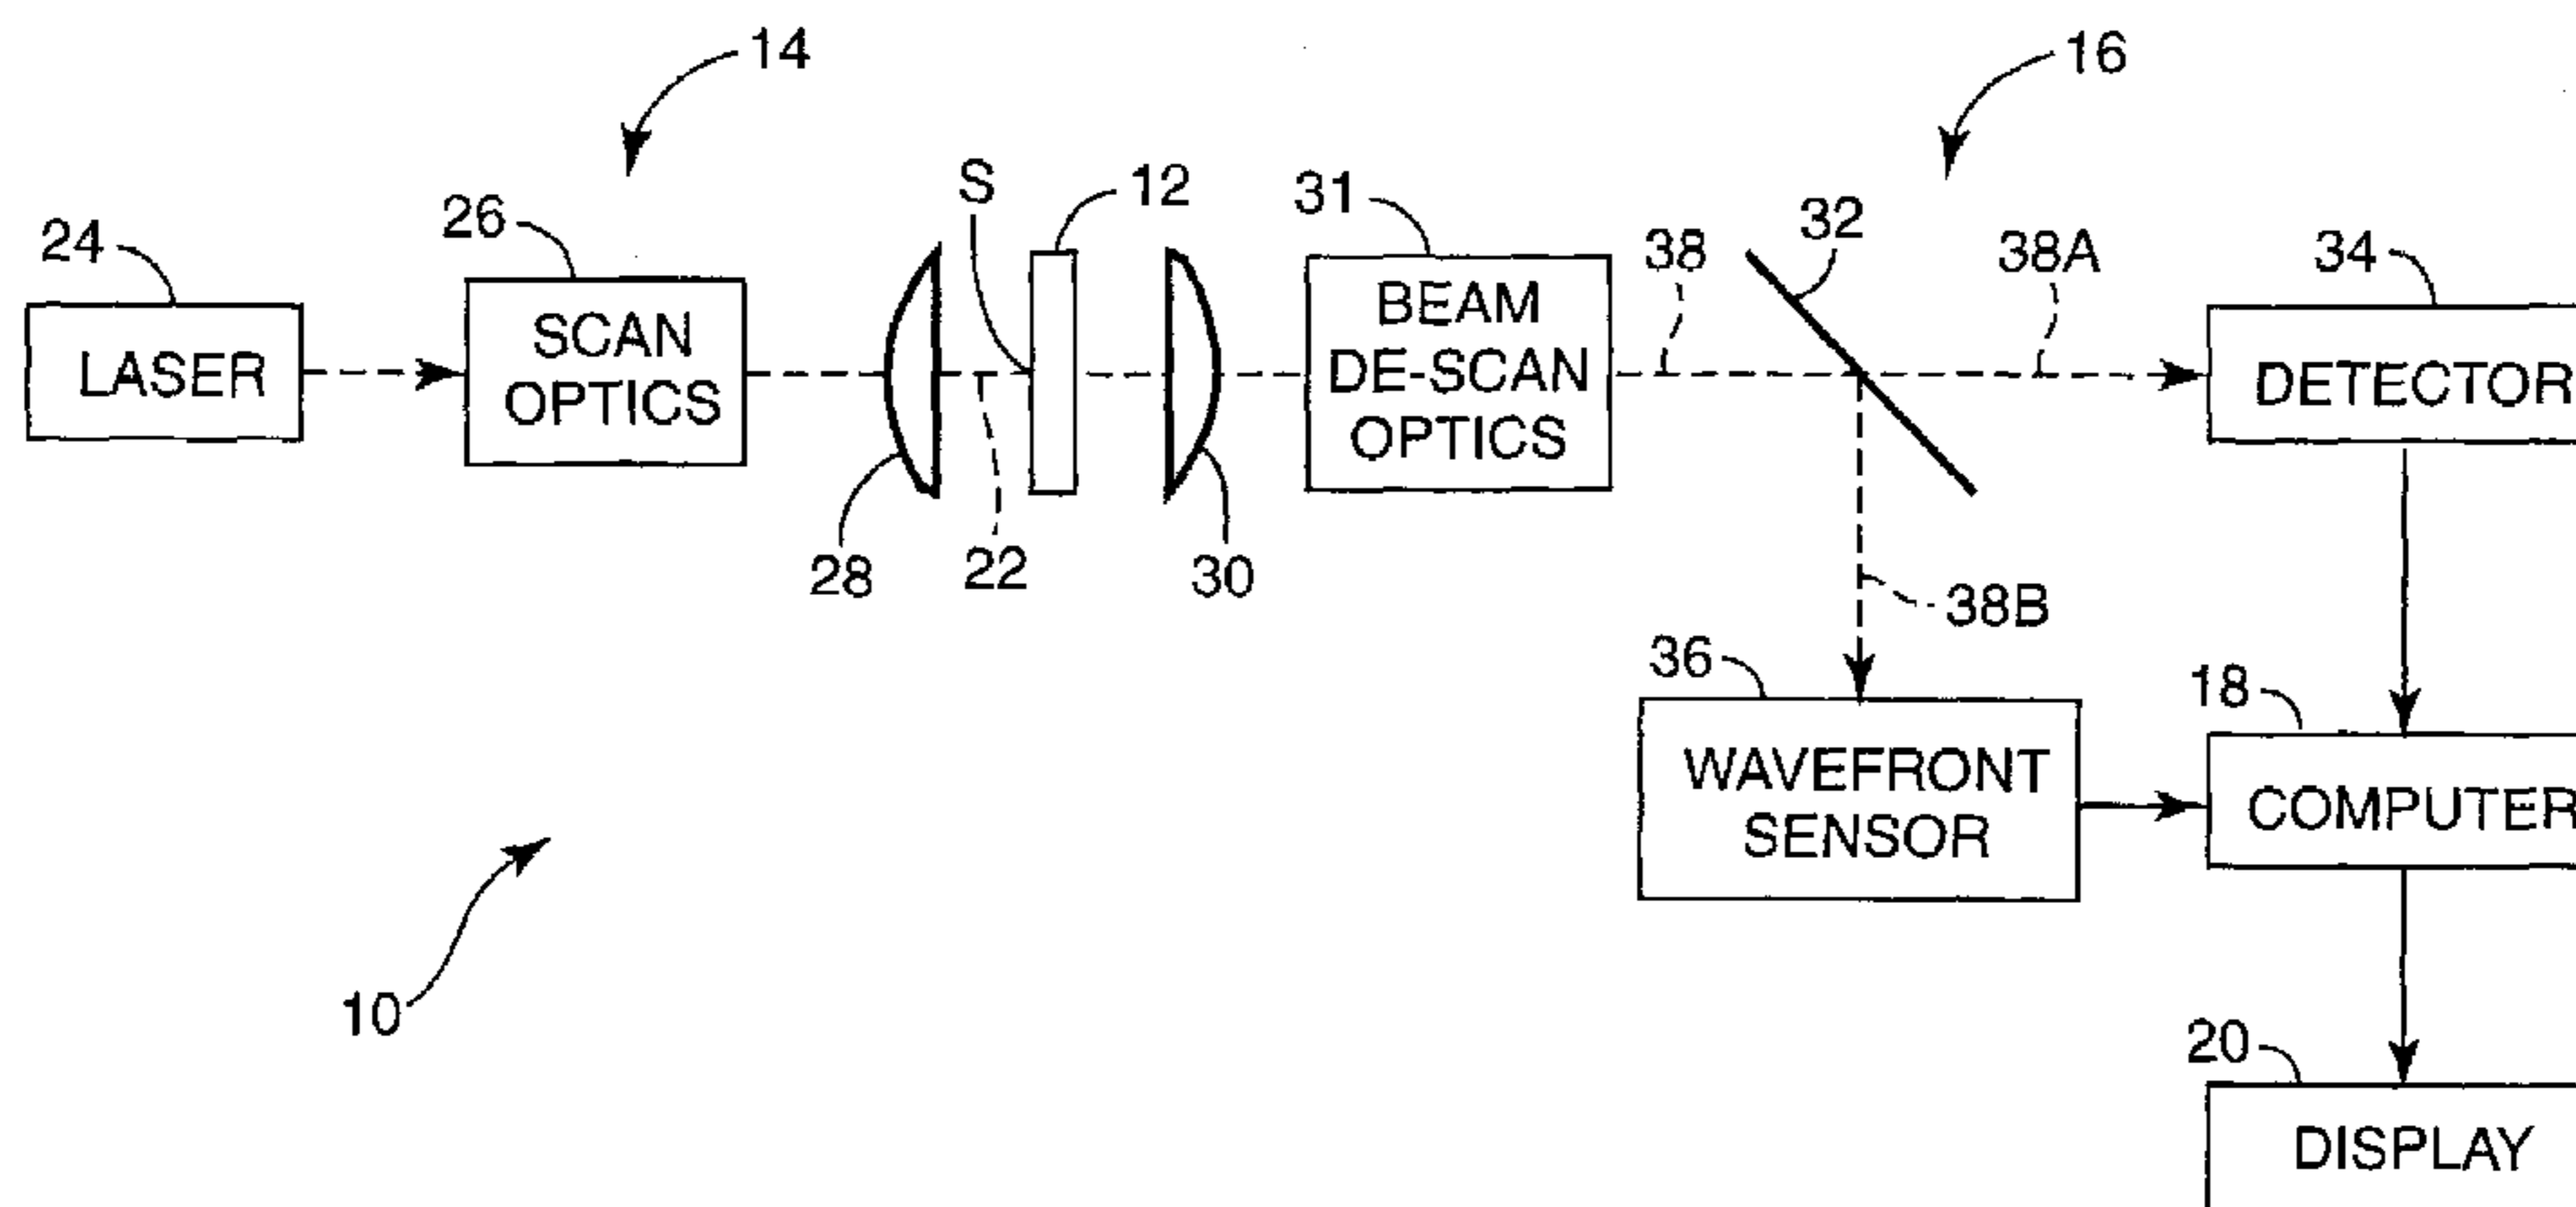 14
16
S
12
31
32
26
38
38A
34
24
LASER
SCAN
OPTICS
BEAM
DE-SCAN
OPTICS
DETECTOR
28
22
30
38B
36
18
WAVEFRONT
SENSOR
COMPUTER
10
20
DISPLAY